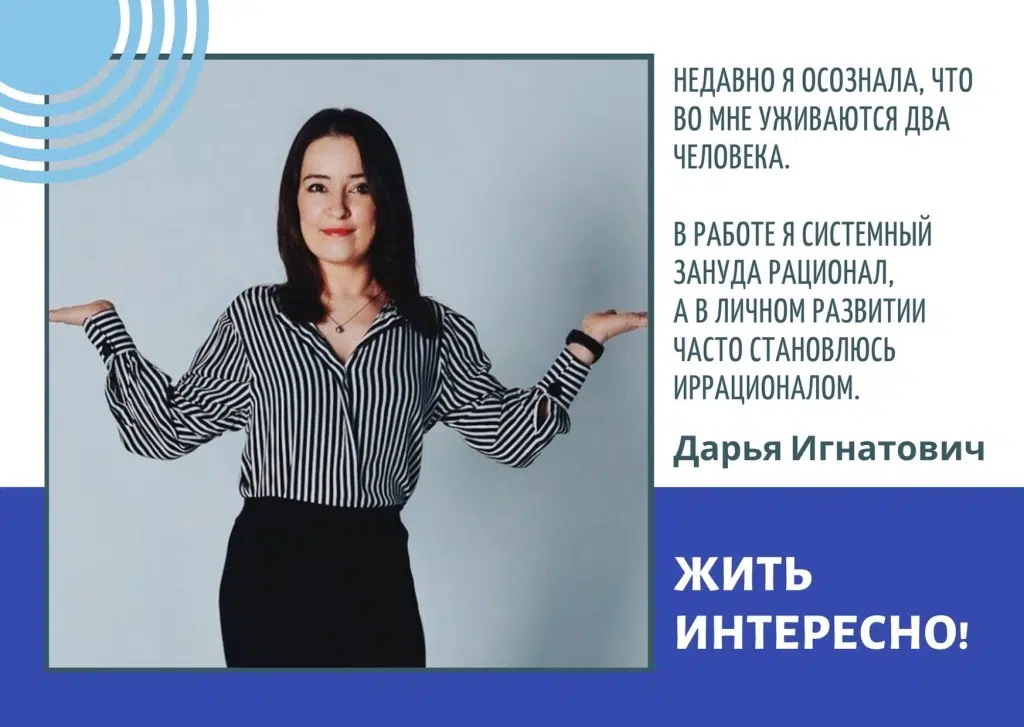 НЕДАВНО Я ОСОЗНАЛА, ЧТО
ВО МНЕ УЖИВАЮТСЯ ДВА
ЧЕЛОВЕКА.
В РАБОТЕ Я СИСТЕМНЫЙ
ЗАНУДА РАЦИОНАЛ,
А В ЛИЧНОМ РАЗВИТИИ
ЧАСТО СТАНОВЛЮСЬ
ИРРАЦИОНАЛОМ.
Дарья Игнатович
ЖИТЬ
ИНТЕРЕСНО!